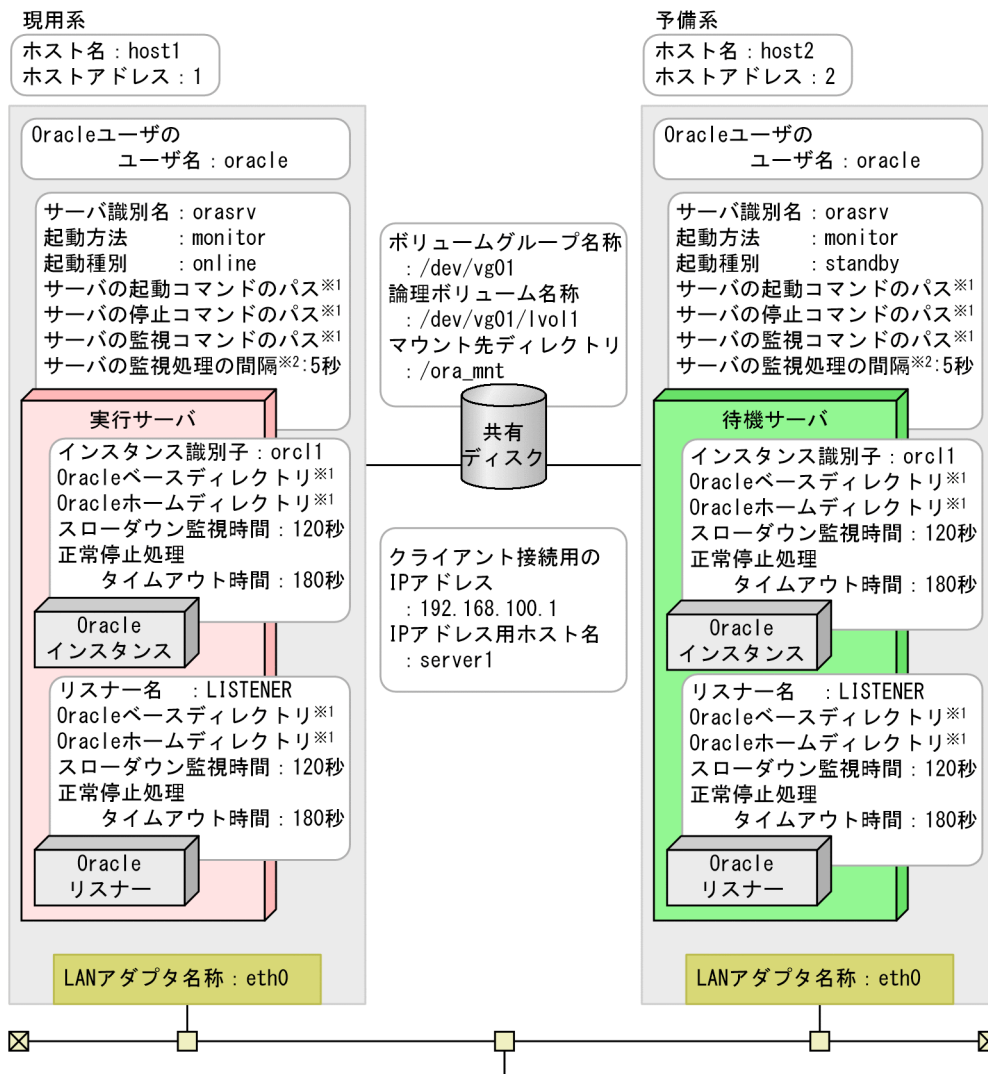 現用系
ホスト名：host1
ホストアドレス：1
Oracleユーザの
ユーザ名：oracle
サーバ識別名：orasrv
起動方法　　：monitor
起動種別　　：online
サーバの起動コマンドのパス※1
サーバの停止コマンドのパス※1
サーバの監視コマンドのパス※1
サーバの監視処理の間隔※2:5秒
実行サーバ
インスタンス識別子：orcl1
Oracleベースディレクトリ※1
Oracleホームディレクトリ※1
スローダウン監視時間：120秒
正常停止処理
タイムアウト時間：180秒
Oracle
インスタンス
リスナー名　：LISTENER
Oracleベースディレクトリ※1
Oracleホームディレクトリ※1
スローダウン監視時間：120秒
正常停止処理
タイムアウト時間：180秒
Oracle
リスナー
LANアダプタ名称：eth0
ボリュームグループ名称
：/dev/vg01
論理ボリューム名称
：/dev/vg01/lvol1
マウント先ディレクトリ
：/ora_mnt
共有
ディスク
クライアント接続用の
IPアドレス
：192.168.100.1
IPアドレス用ホスト名
：server1
予備系
ホスト名：host2
ホストアドレス：2
Oracleユーザの
ユーザ名：oracle
サーバ識別名：orasrv
起動方法　　：monitor
起動種別　　：standby
サーバの起動コマンドのパス※1
サーバの停止コマンドのパス※1
サーバの監視コマンドのパス※1
サーバの監視処理の間隔※2:5秒
待機サーバ
インスタンス識別子：orcl1
Oracleベースディレクトリ※1
Oracleホームディレクトリ※1
スローダウン監視時間：120秒
正常停止処理
タイムアウト時間：180秒
Oracle
インスタンス
リスナー名　：LISTENER
Oracleベースディレクトリ※1
Oracleホームディレクトリ※1
スローダウン監視時間：120秒
正常停止処理
タイムアウト時間：180秒
Oracle
リスナー
LANアダプタ名称：eth0